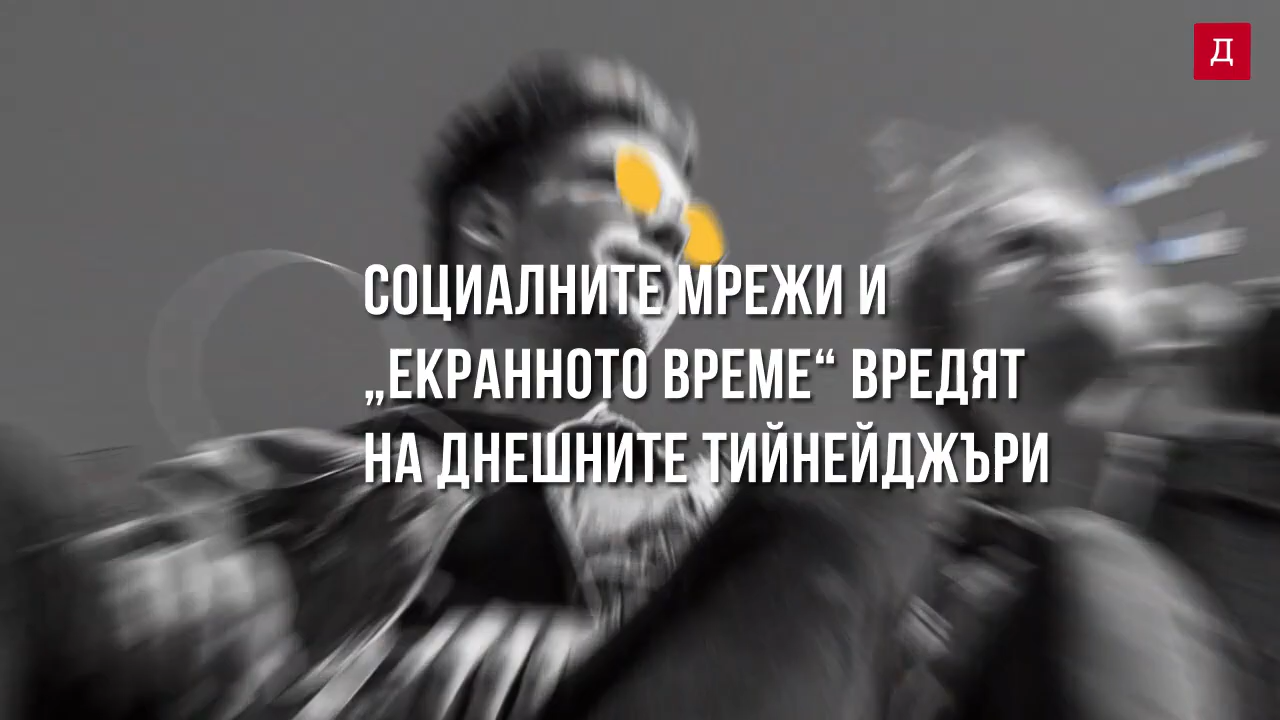 Д
СОЦИАЛНИТЕ МРЕЖИ И
„ЕКРАННОТО ВРЕМЕ“ ВРЕДЯТ
НА ДНЕШНИТЕ ТИЙНЕЙДЖЪРИ